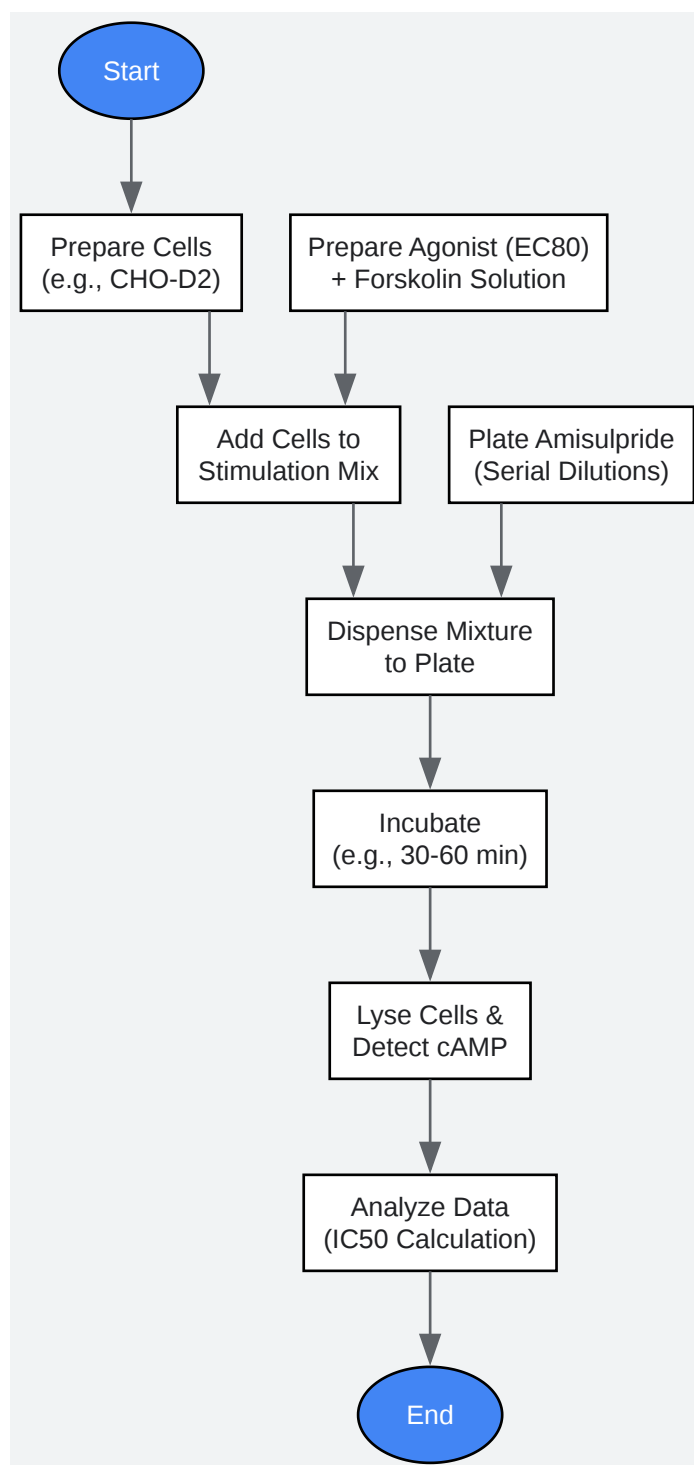 Start
Prepare Cells
(e.g., CHO-D2)
Prepare Agonist (EC80)
+ Forskolin Solution
Add Cells to
Stimulation Mix
Plate Amisulpride
(Serial Dilutions)
Dispense Mixture
to Plate
Incubate
(e.g., 30-60 min)
Lyse Cells &
Detect cAMP
Analyze Data
(IC50 Calculation)
End